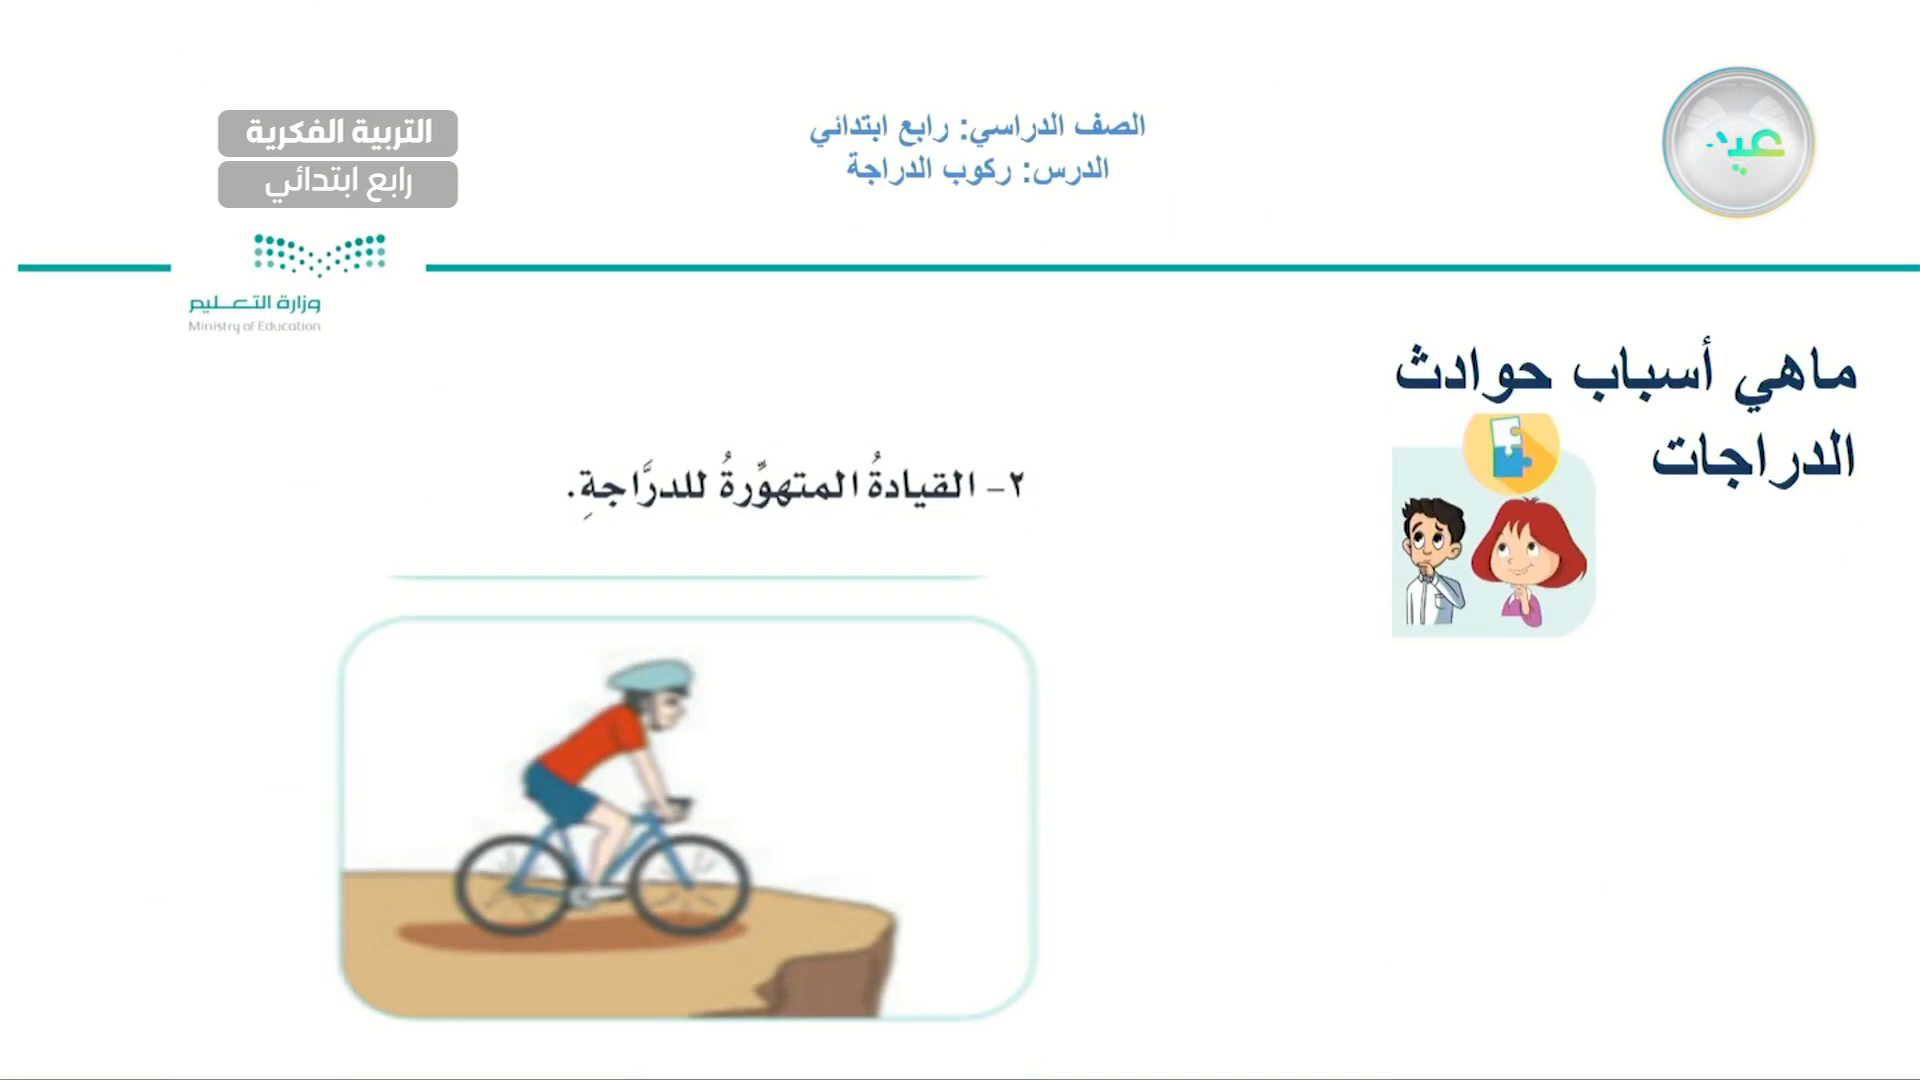 الصف الدراسي: رابع ابتدائي
الدرس: ركوب الدراجة
التربية الفكرية
رابع ابتدائي
عين
وزارة التعليم
Ministry of Education
ماهي أسباب حوادث
الدراجات
٢- القيادةُ المتهوِّرةُ للدرَّاجةِ.